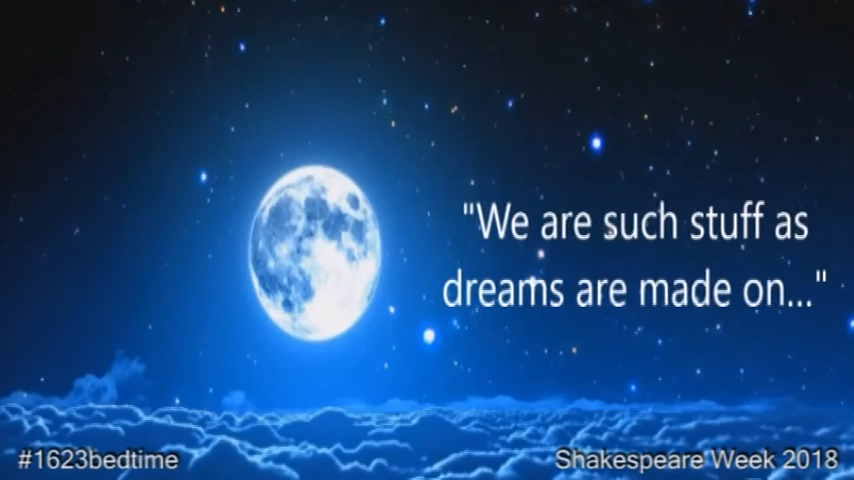 "We are such stuff as
dreams are made on..."
#1623bedtime
Shakespeare Week 2018